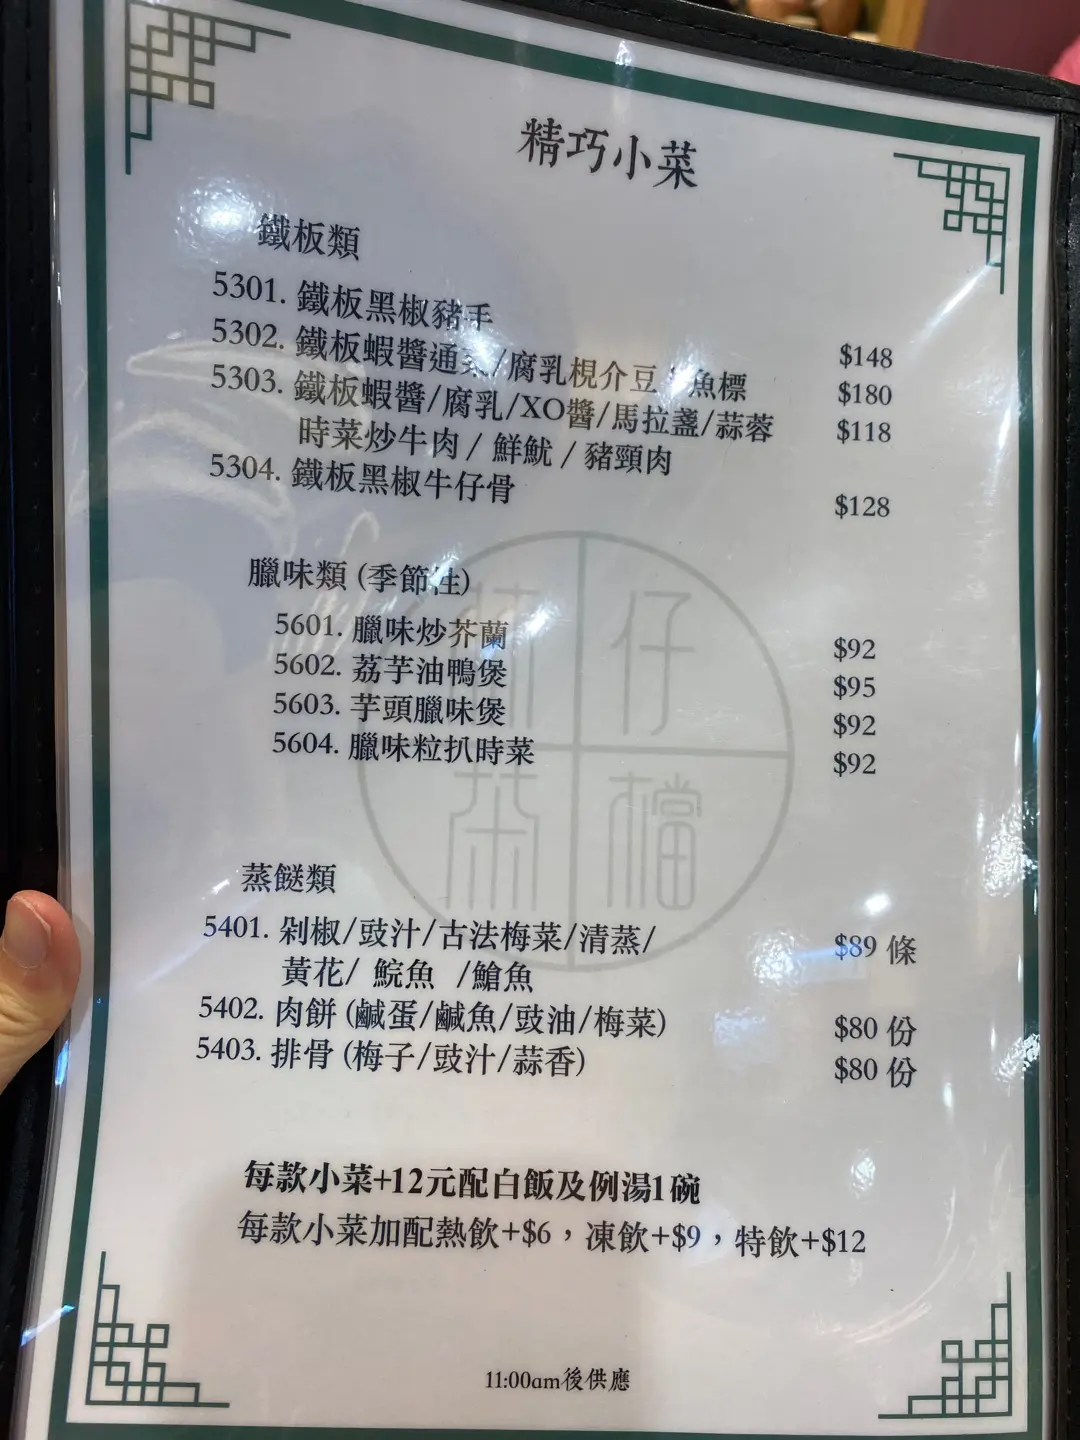 精巧小菜
鐵板類
5301. 鐵板黑椒豬手 $148
5302. 鐵板蝦醬通菜/腐乳梘介豆 魚標 $180
5303. 鐵板蝦醬/腐乳/XO醬/馬拉盞/蒜蓉 $118
時菜炒牛肉 / 鮮魷 / 豬頸肉
5304. 鐵板黑椒牛仔骨 $128
臘味類 (季節性)
5601. 臘味炒芥蘭 $92
5602. 荔芋油鴨煲 $95
5603. 芋頭臘味煲 $92
5604. 臘味粒扒時菜 $92
仔
檔
蒸餸類
5401. 剁椒/豉汁/古法梅菜/清蒸/ $89 條
黃花/ 鯇魚 /鱠魚
5402. 肉餅 (鹹蛋/鹹魚/豉油/梅菜) $80 份
5403. 排骨 (梅子/豉汁/蒜香) $80 份
每款小菜+12元配白飯及例湯1碗
每款小菜加配熱飲+$6，凍飲+$9，特飲+$12
11:00am後供應